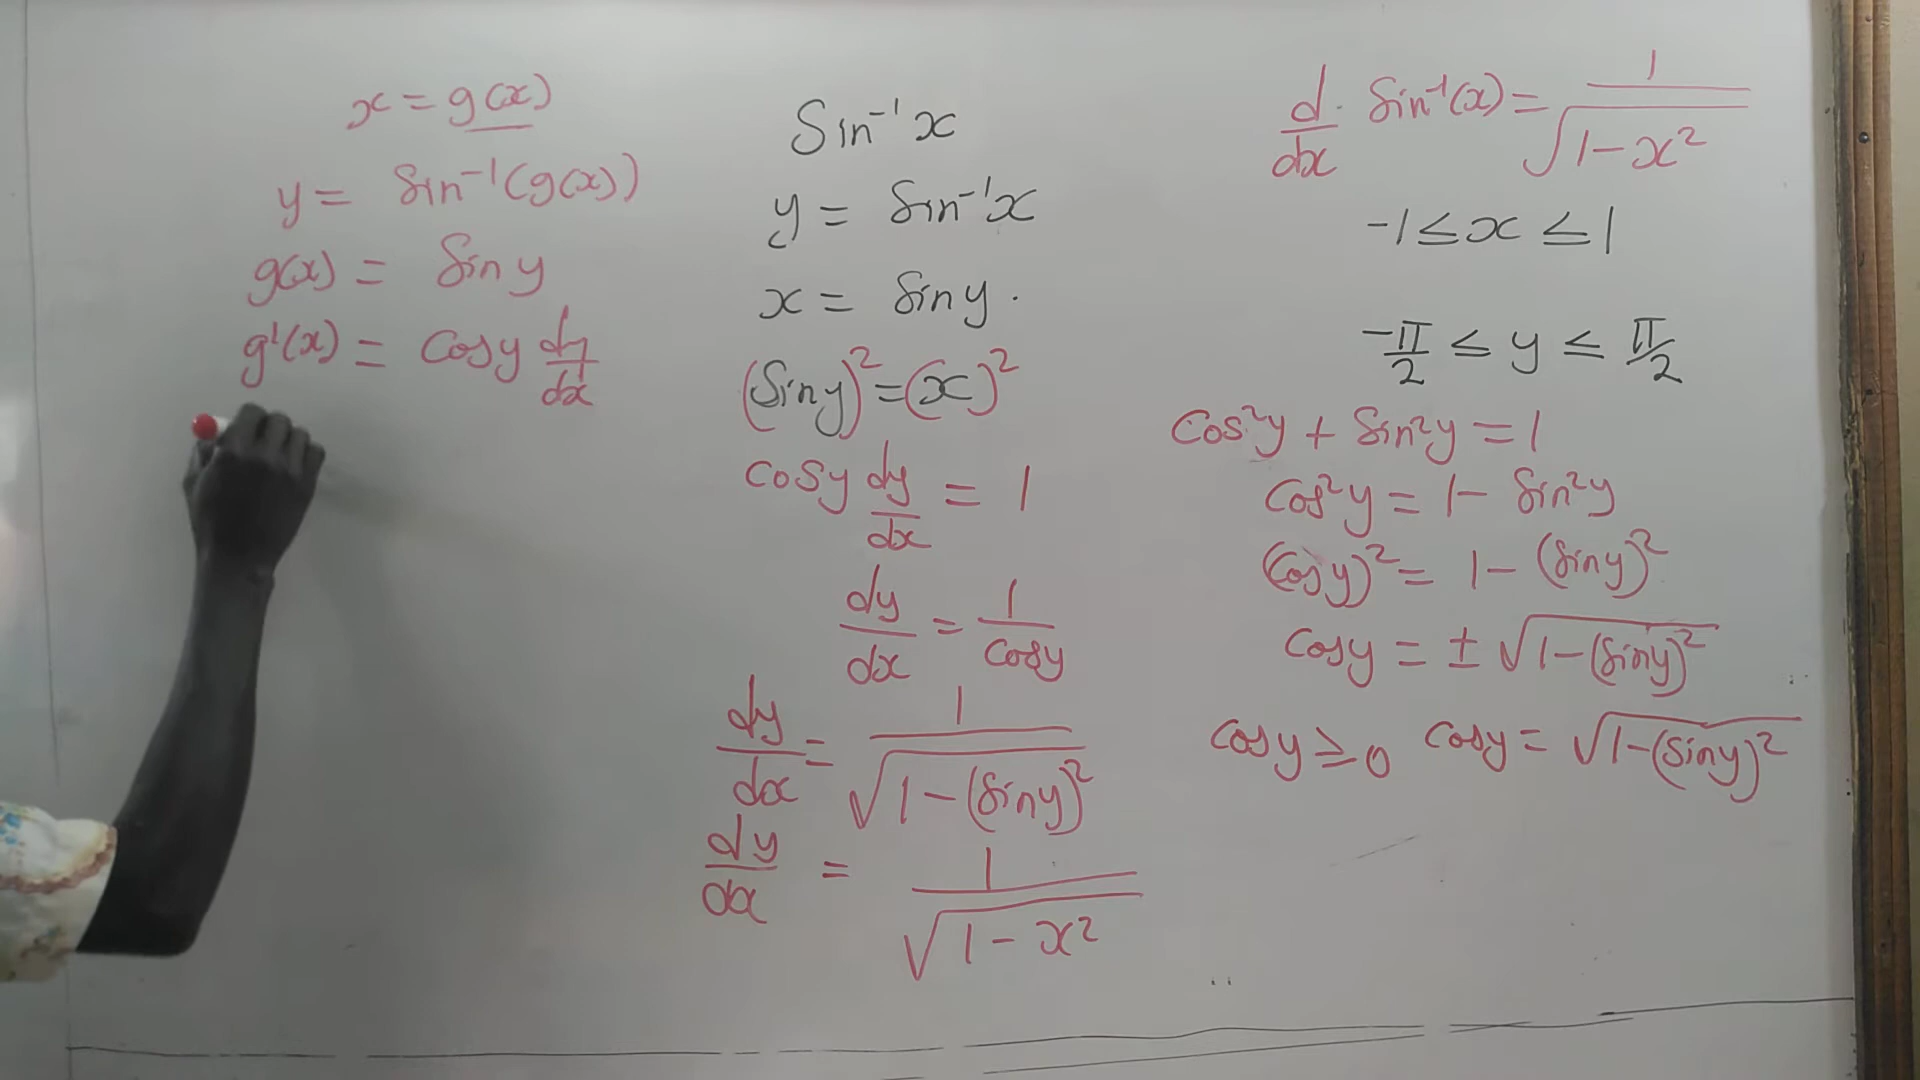 x = g(x)
y = Sin⁻¹(g(x))
g(x) = Sin y
g'(x) = Cosy dy/dx
Sin⁻¹x
y = Sin⁻¹x
x = Siny.
(Siny)² = (x)²
cosy dy/dx = 1
dy/dx = 1/cosy
dy/dx = 1/√(1-(Siny)²)
dy/dx = 1/√(1-x²)
d/dx Sin⁻¹(x) = 1/√(1-x²)
-1 ≤ x ≤ 1
-π/2 ≤ y ≤ π/2
Cos²y + Sin²y = 1
Cos²y = 1 - Sin²y
(Cosy)² = 1 - (Siny)²
Cosy = ± √(1-(Siny)²)
Cosy ≥ 0 Cosy = √(1-(Siny)²)